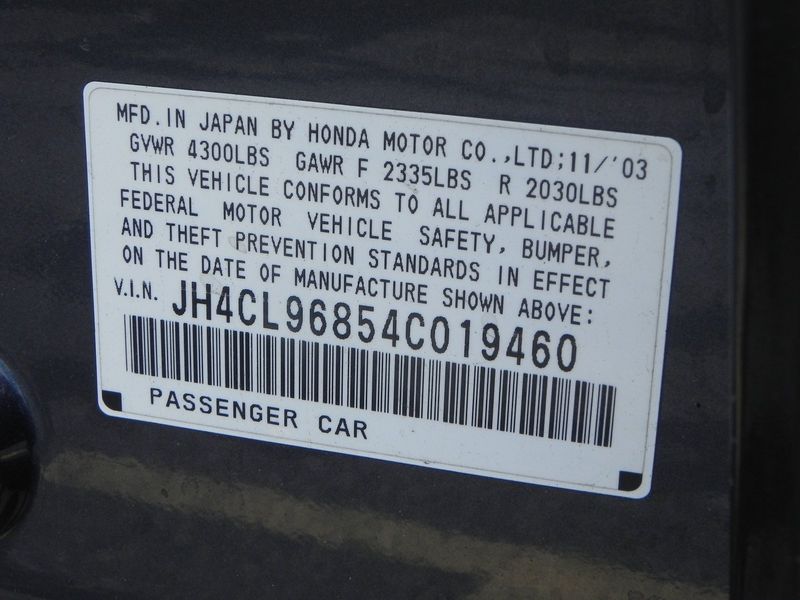 MFD.IN JAPAN BY HONDA MOTOR CO.,LTD;11/'03
GVWR 4300LBS GAWR F 2335LBS R 2030LBS
THIS VEHICLE CONFORMS TO ALL APPLICABLE
FEDERAL MOTOR VEHICLE SAFETY, BUMPER,
AND THEFT PREVENTION STANDARDS IN EFFECT
ON THE DATE OF MANUFACTURE SHOWN ABOVE:
V.I.N. JH4CL96854C019460
PASSENGER CAR